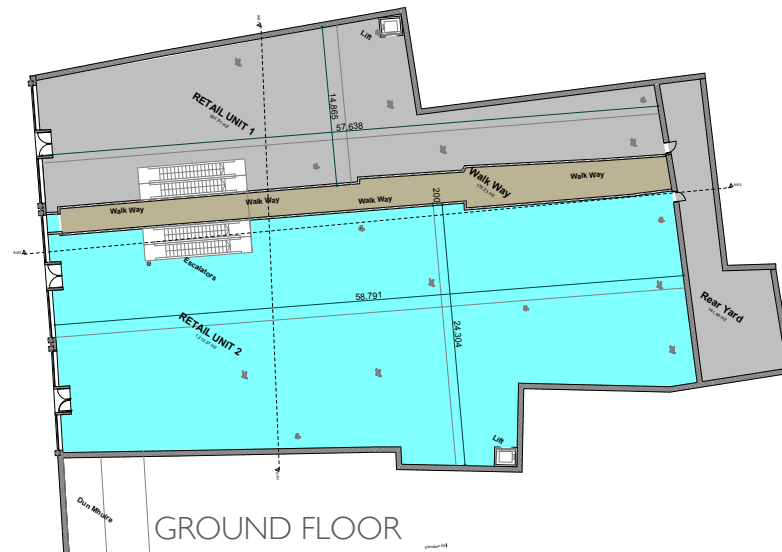 Lift
RETAIL UNIT 1
14.865
57.638
Walk Way
Walk Way
Walk Way
Walk Way
Walk Way
200
Escalators
58.791
RETAIL UNIT 2
24.304
Rear Yard
Lift
Dun Mhuire
GROUND FLOOR